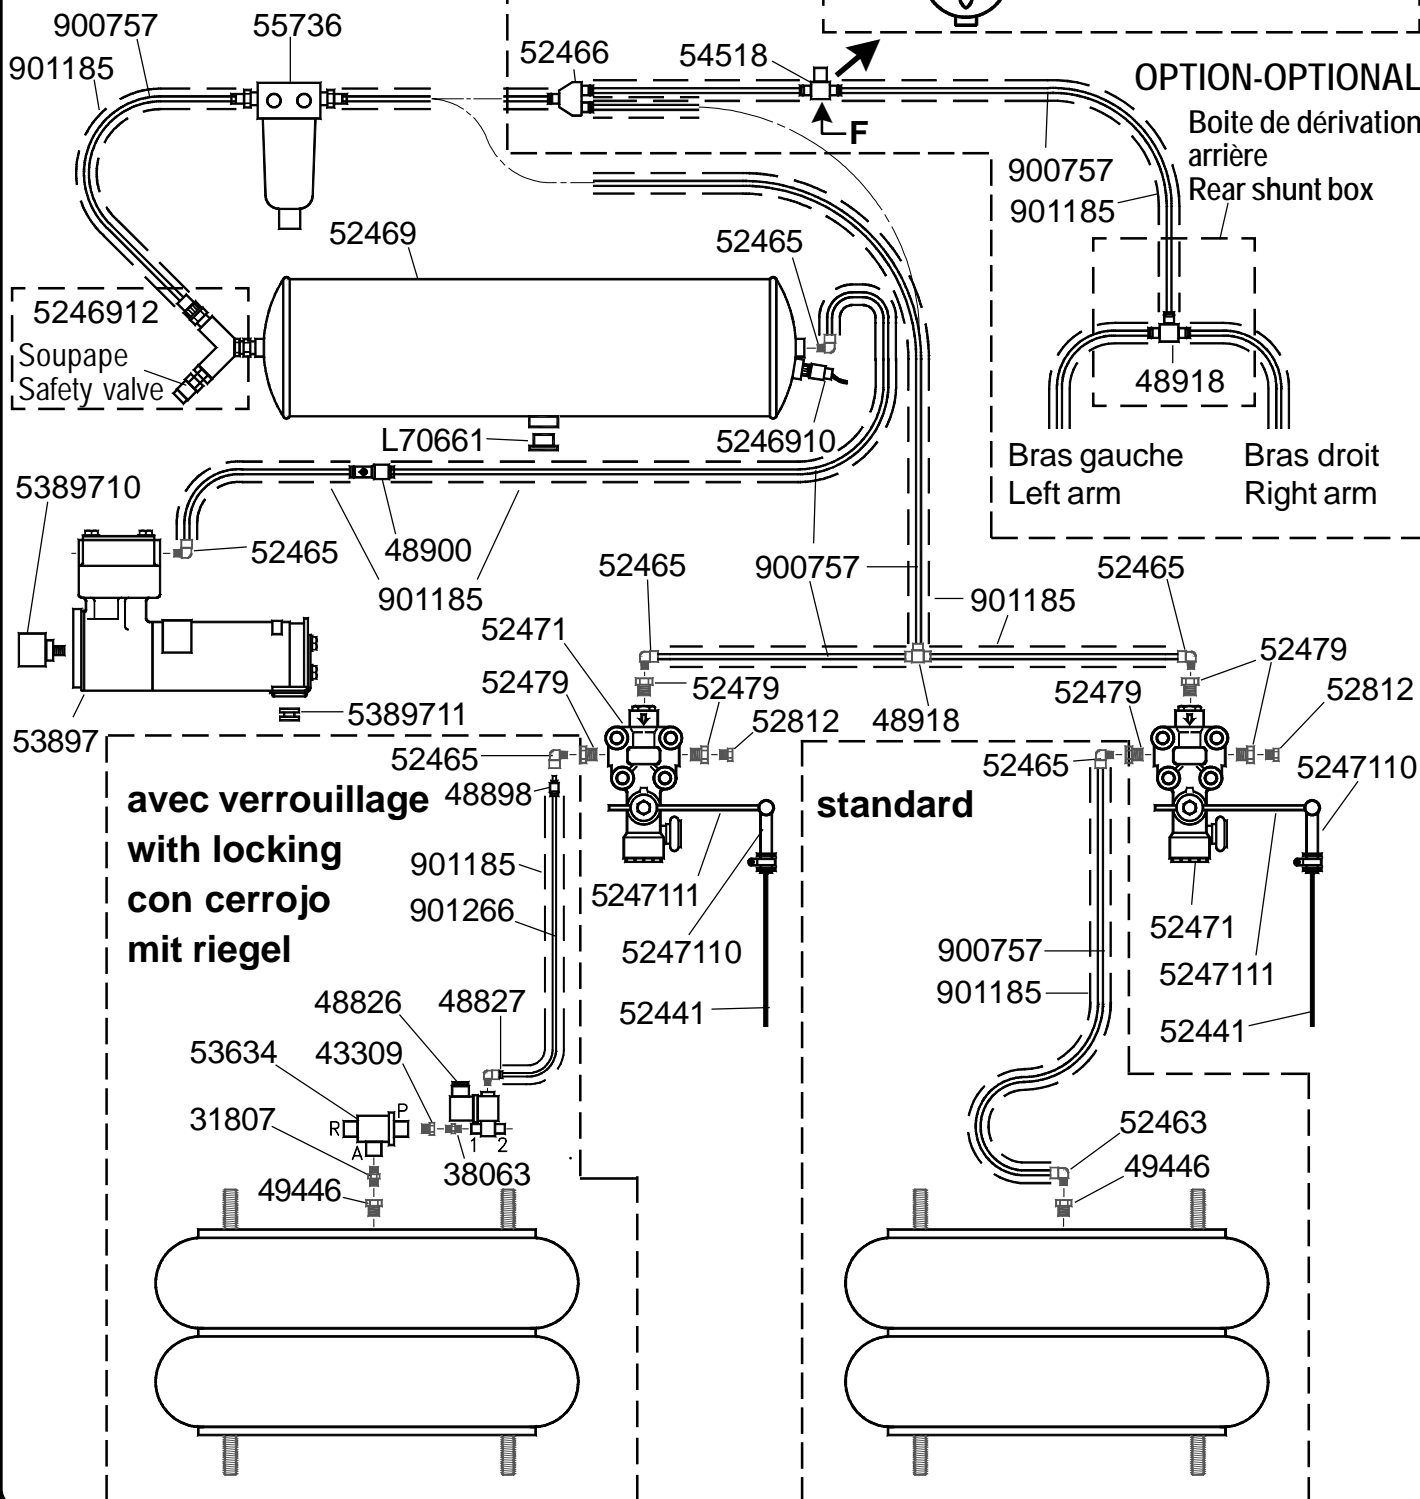 900757
55736
901185
52466
54518
OPTION-OPTIONAL
F
Boite de dérivation
arrière
Rear shunt box
900757
901185
52469
52465
5246912
Soupape
Safety valve
48918
L70661
5246910
Bras gauche
Left arm
Bras droit
Right arm
5389710
52465
48900
901185
52465
900757
52465
901185
52471
52479
52479
52479
52479
52812
52812
5389711
48918
53897
52465
52465
5247110
avec verrouillage
with locking
con cerrojo
mit riegel
48898
standard
901185
901266
5247111
5247110
52441
52471
5247111
52441
900757
901185
48826
48827
53634
43309
31807
R
P
A
1
2
38063
49446
52463
49446